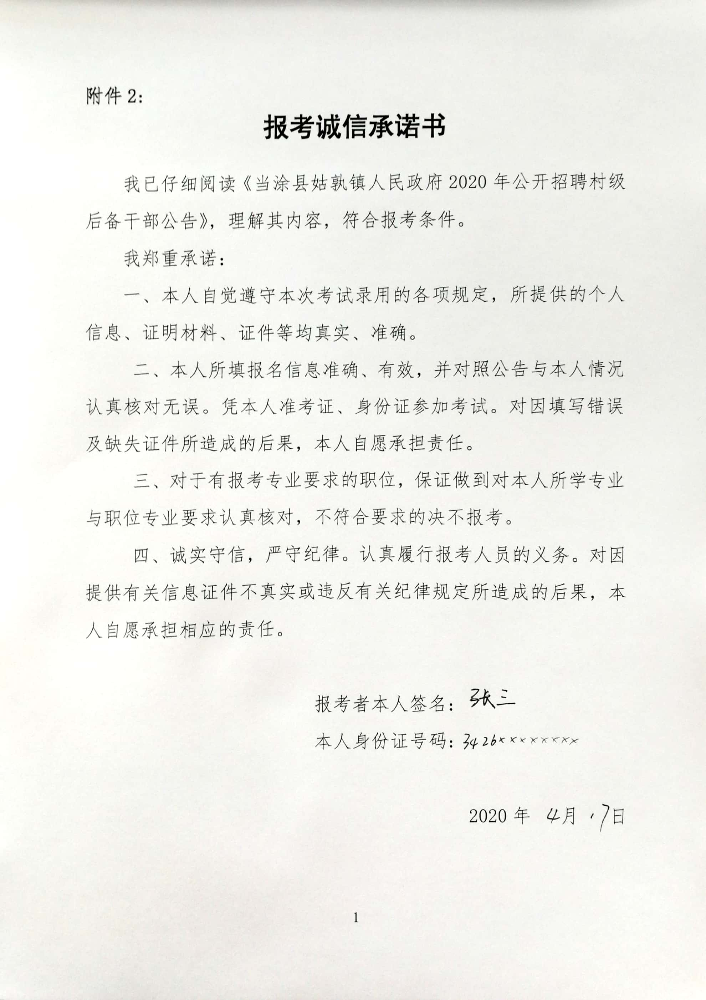 附件 2:
报考诚信承诺书
我已仔细阅读《当涂县姑孰镇人民政府 2020 年公开招聘村级
后备干部公告》，理解其内容，符合报考条件。
我郑重承诺：
一、本人自觉遵守本次考试录用的各项规定，所提供的个人
信息、证明材料、证件等均真实、准确。
二、本人所填报名信息准确、有效，并对照公告与本人情况
认真核对无误。凭本人准考证、身份证参加考试。对因填写错误
及缺失证件所造成的后果，本人自愿承担责任。
三、对于有报考专业要求的职位，保证做到对本人所学专业
与职位专业要求认真核对，不符合要求的决不报考。
四、诚实守信，严守纪律。认真履行报考人员的义务。对因
提供有关信息证件不真实或违反有关纪律规定所造成的后果，本
人自愿承担相应的责任。
报考者本人签名：张三
本人身份证号码：3426××××××××
2020 年 4月 17日
1